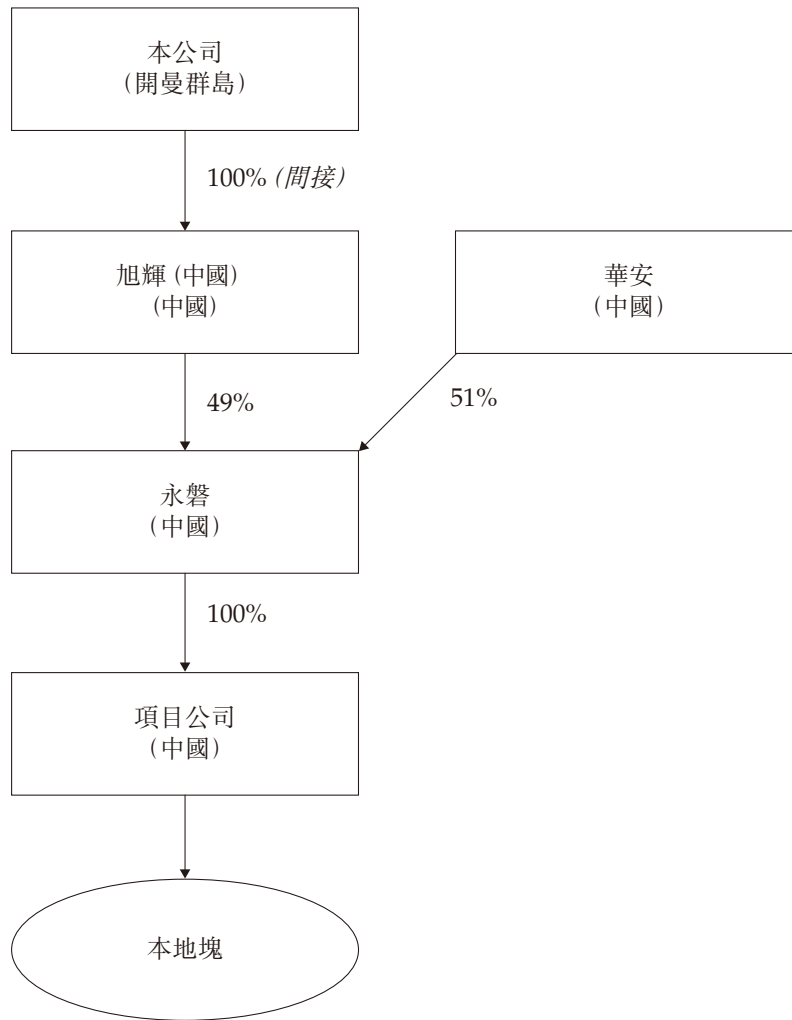 本公司
(開曼群島)
100% (間接)
旭輝 (中國)
(中國)
華安
(中國)
49%
51%
永磐
(中國)
100%
項目公司
(中國)
本地塊